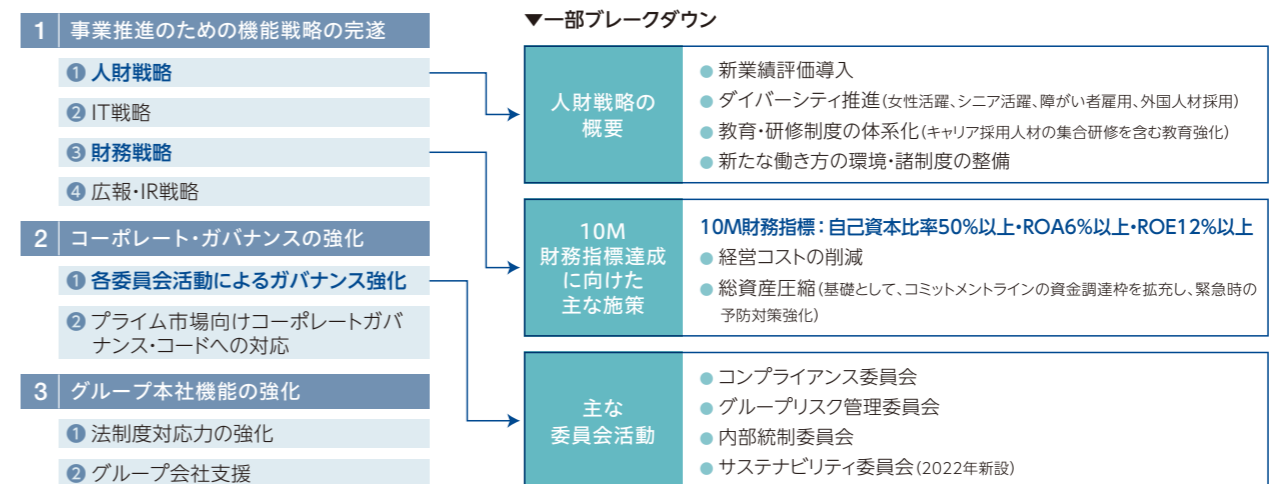 1 事業推進のための機能戦略の完遂
❶ 人財戦略
❷ IT戦略
❸ 財務戦略
❹ 広報・IR戦略
2 コーポレート・ガバナンスの強化
❶ 各委員会活動によるガバナンス強化
❷ プライム市場向けコーポレートガバ
ナンス・コードへの対応
3 グループ本社機能の強化
❶ 法制度対応力の強化
❷ グループ会社支援
▼一部ブレークダウン
人財戦略の
概要
● 新業績評価導入
● ダイバーシティ推進(女性活躍、シニア活躍、障がい者雇用、外国人材採用)
● 教育・研修制度の体系化(キャリア採用人材の集合研修を含む教育強化)
● 新たな働き方の環境・諸制度の整備
10M
財務指標達成
に向けた
主な施策
10M財務指標：自己資本比率50%以上・ROA6%以上・ROE12%以上
● 経営コストの削減
● 総資産圧縮(基礎として、コミットメントラインの資金調達枠を拡充し、緊急時の
予防対策強化)
主な
委員会活動
● コンプライアンス委員会
● グループリスク管理委員会
● 内部統制委員会
● サステナビリティ委員会(2022年新設)